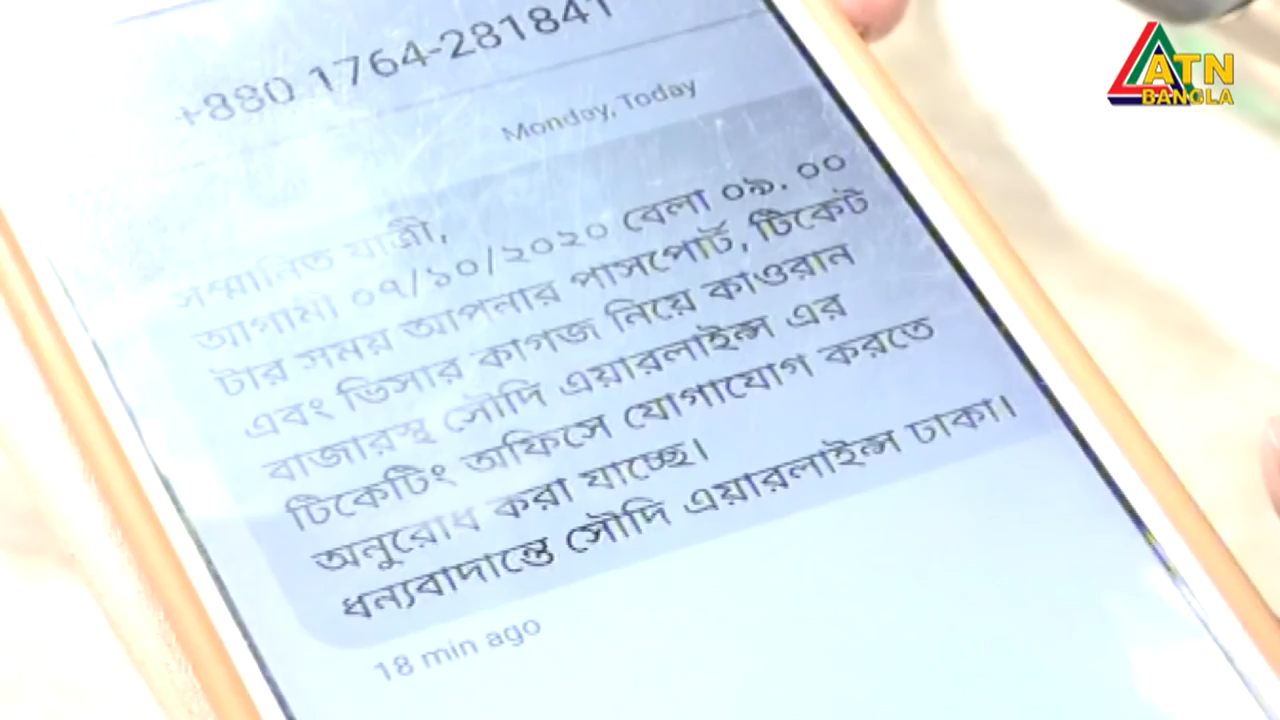 +880 1764-281841
Monday, Today
সম্মানিত যাত্রী,
আগামী ০৭/১০/২০২০ বেলা ০৯.০০
টার সময় আপনার পাসপোর্ট, টিকেট
এবং ভিসার কাগজ নিয়ে কাওরান
বাজারস্থ সৌদি এয়ারলাইন্স এর
টিকেটিং অফিসে যোগাযোগ করতে
অনুরোধ করা যাচ্ছে।
ধন্যবাদান্তে সৌদি এয়ারলাইন্স ঢাকা।
18 min ago
ATN
BANGLA